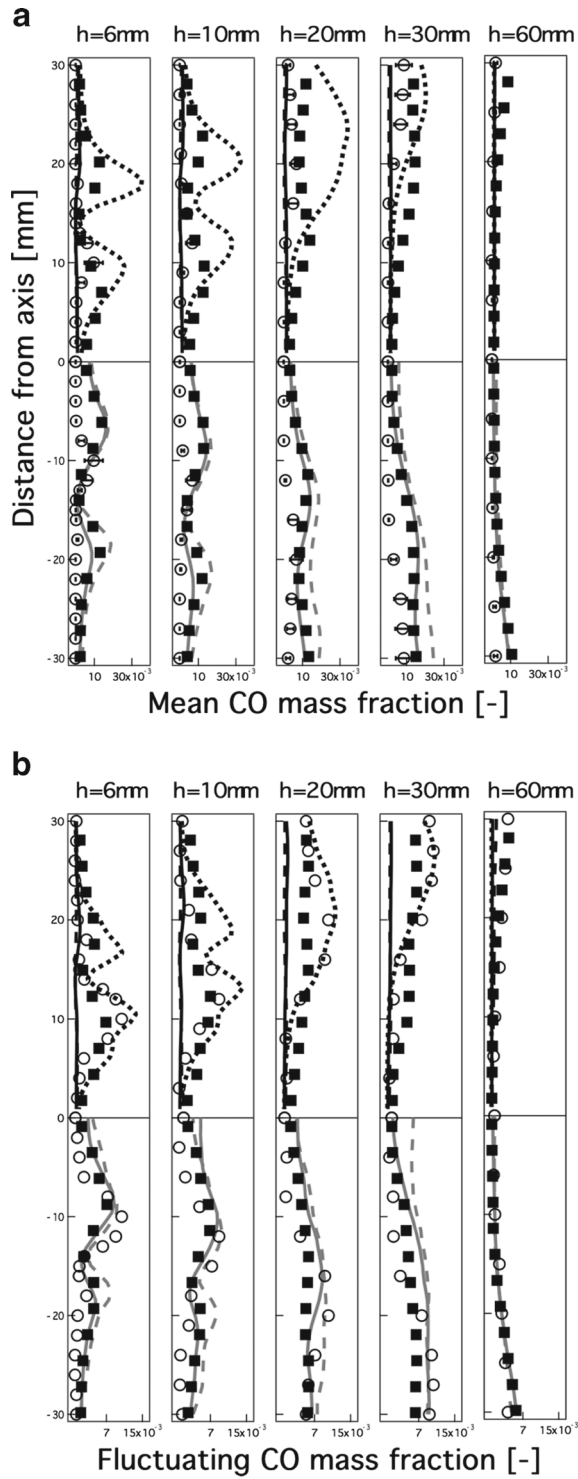 a
h=6mm h=10mm h=20mm h=30mm h=60mm
30
20
10
0
-10
-20
-30
Distance from axis [mm]
10 30x10⁻³ 10 30x10⁻³ 10 30x10⁻³ 10 30x10⁻³ 10 30x10⁻³
Mean CO mass fraction [-]
b
h=6mm h=10mm h=20mm h=30mm h=60mm
30
20
10
0
-10
-20
-30
7 15x10⁻³ 7 15x10⁻³ 7 15x10⁻³ 7 15x10⁻³ 7 15x10⁻³
Fluctuating CO mass fraction [-]